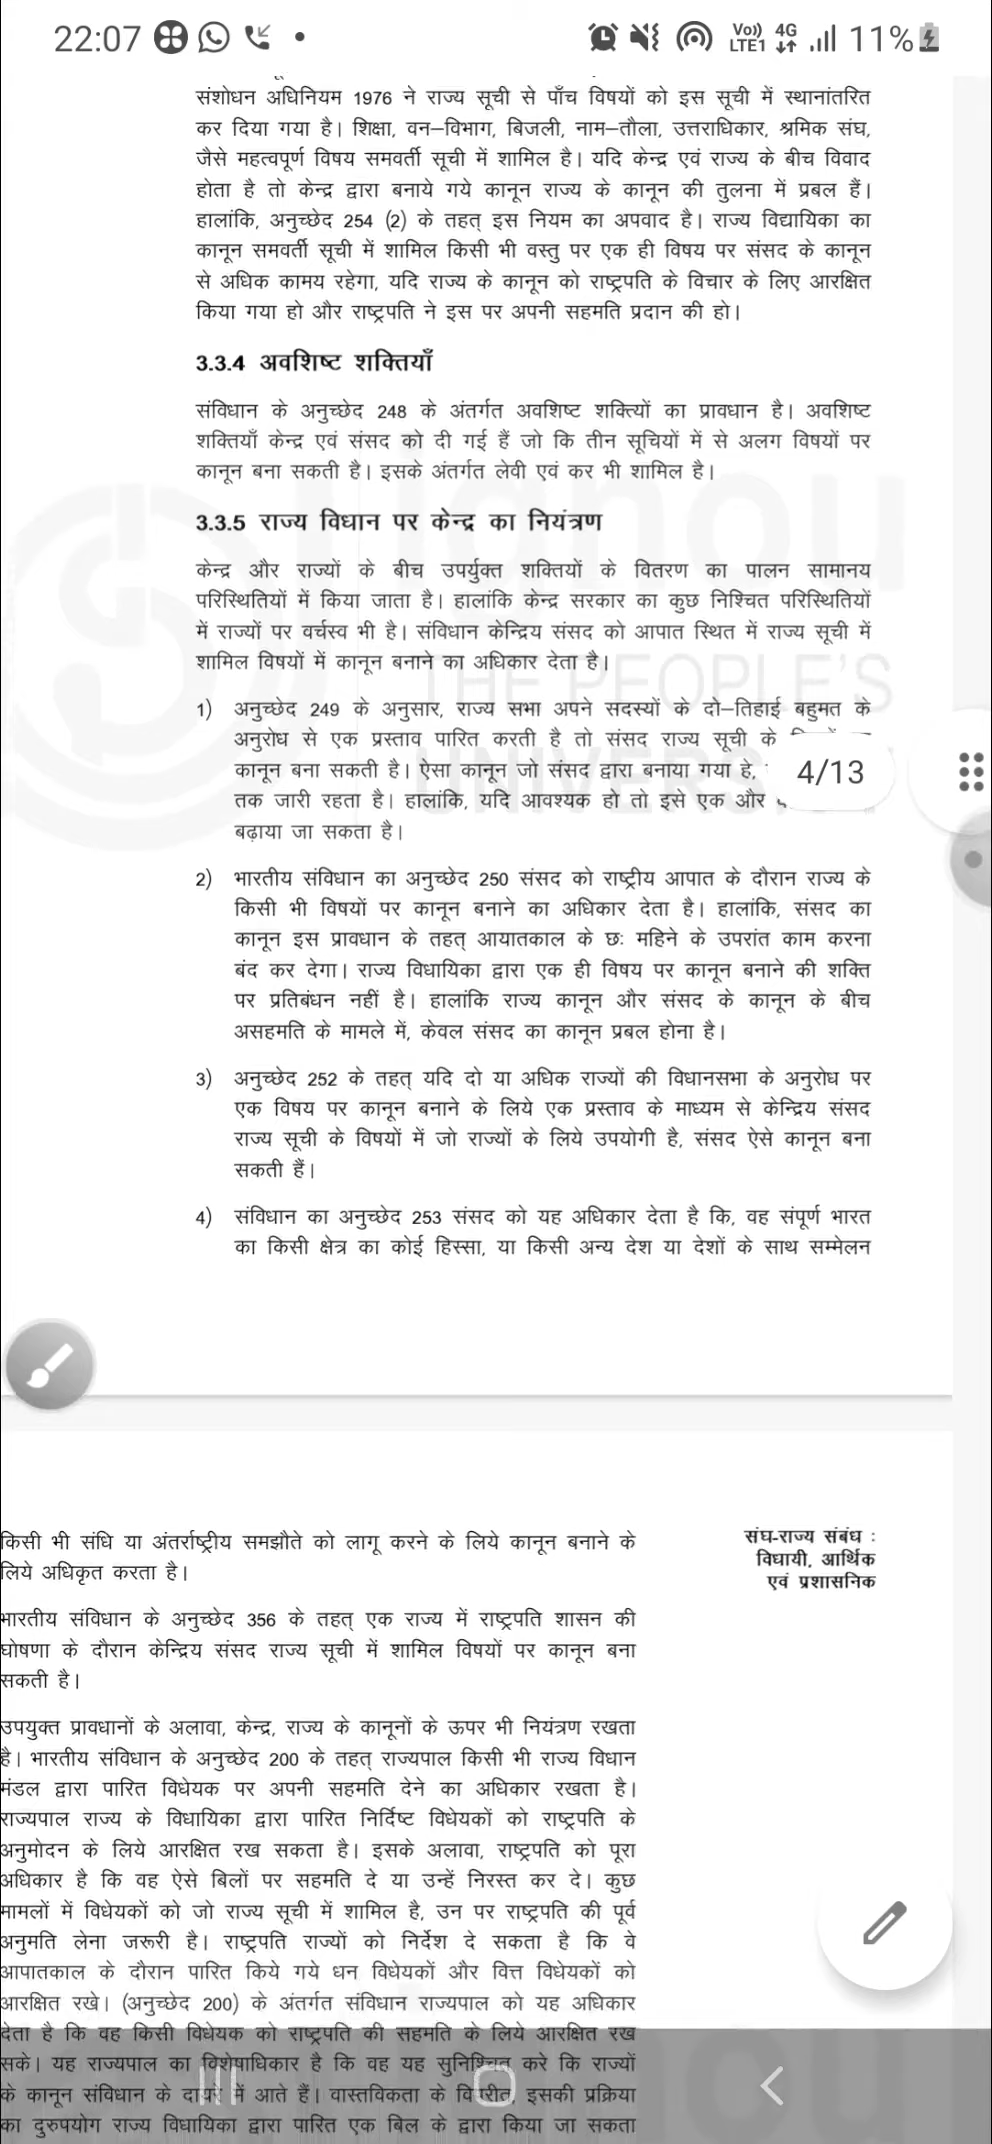 22:07
Vo)) LTE1 4G 11%
संशोधन अधिनियम 1976 ने राज्य सूची से पाँच विषयों को इस सूची में स्थानांतरित
कर दिया गया है। शिक्षा, वन–विभाग, बिजली, नाम–तौला, उत्तराधिकार, श्रमिक संघ,
जैसे महत्वपूर्ण विषय समवर्ती सूची में शामिल है। यदि केन्द्र एवं राज्य के बीच विवाद
होता है तो केन्द्र द्वारा बनाये गये कानून राज्य के कानून की तुलना में प्रबल हैं।
हालांकि, अनुच्छेद 254 (2) के तहत् इस नियम का अपवाद है। राज्य विद्यायिका का
कानून समवर्ती सूची में शामिल किसी भी वस्तु पर एक ही विषय पर संसद के कानून
से अधिक कामय रहेगा, यदि राज्य के कानून को राष्ट्रपति के विचार के लिए आरक्षित
किया गया हो और राष्ट्रपति ने इस पर अपनी सहमति प्रदान की हो।
3.3.4 अवशिष्ट शक्तियाँ
संविधान के अनुच्छेद 248 के अंतर्गत अवशिष्ट शक्त्यिों का प्रावधान है। अवशिष्ट
शक्तियाँ केन्द्र एवं संसद को दी गई हैं जो कि तीन सूचियों में से अलग विषयों पर
कानून बना सकती है। इसके अंतर्गत लेवी एवं कर भी शामिल है।
3.3.5 राज्य विधान पर केन्द्र का नियंत्रण
केन्द्र और राज्यों के बीच उपर्युक्त शक्तियों के वितरण का पालन सामानय
परिस्थितियों में किया जाता है। हालांकि केन्द्र सरकार का कुछ निश्चित परिस्थितियों
में राज्यों पर वर्चस्व भी है। संविधान केन्द्रिय संसद को आपात स्थित में राज्य सूची में
शामिल विषयों में कानून बनाने का अधिकार देता है।
1) अनुच्छेद 249 के अनुसार, राज्य सभा अपने सदस्यों के दो–तिहाई बहुमत के
अनुरोध से एक प्रस्ताव पारित करती है तो संसद राज्य सूची के
कानून बना सकती है। ऐसा कानून जो संसद द्वारा बनाया गया हे,
4/13
तक जारी रहता है। हालांकि, यदि आवश्यक हो तो इसे एक और
बढ़ाया जा सकता है।
2) भारतीय संविधान का अनुच्छेद 250 संसद को राष्ट्रीय आपात के दौरान राज्य के
किसी भी विषयों पर कानून बनाने का अधिकार देता है। हालांकि, संसद का
कानून इस प्रावधान के तहत् आयातकाल के छः महिने के उपरांत काम करना
बंद कर देगा। राज्य विधायिका द्वारा एक ही विषय पर कानून बनाने की शक्ति
पर प्रतिबंधन नहीं है। हालांकि राज्य कानून और संसद के कानून के बीच
असहमति के मामले में, केवल संसद का कानून प्रबल होना है।
3) अनुच्छेद 252 के तहत् यदि दो या अधिक राज्यों की विधानसभा के अनुरोध पर
एक विषय पर कानून बनाने के लिये एक प्रस्ताव के माध्यम से केन्द्रिय संसद
राज्य सूची के विषयों में जो राज्यों के लिये उपयोगी है, संसद ऐसे कानून बना
सकती हैं।
4) संविधान का अनुच्छेद 253 संसद को यह अधिकार देता है कि, वह संपूर्ण भारत
का किसी क्षेत्र का कोई हिस्सा, या किसी अन्य देश या देशों के साथ सम्मेलन
ignou
THE PEOPLE'S
UNIVERS
संघ-राज्य संबंध :
विधायी, आर्थिक
एवं प्रशासनिक
किसी भी संधि या अंतर्राष्ट्रीय समझौते को लागू करने के लिये कानून बनाने के
लिये अधिकृत करता है।
भारतीय संविधान के अनुच्छेद 356 के तहत् एक राज्य में राष्ट्रपति शासन की
घोषणा के दौरान केन्द्रिय संसद राज्य सूची में शामिल विषयों पर कानून बना
सकती है।
उपयुक्त प्रावधानों के अलावा, केन्द्र, राज्य के कानूनों के ऊपर भी नियंत्रण रखता
है। भारतीय संविधान के अनुच्छेद 200 के तहत् राज्यपाल किसी भी राज्य विधान
मंडल द्वारा पारित विधेयक पर अपनी सहमति देने का अधिकार रखता है।
राज्यपाल राज्य के विधायिका द्वारा पारित निर्दिष्ट विधेयकों को राष्ट्रपति के
अनुमोदन के लिये आरक्षित रख सकता है। इसके अलावा, राष्ट्रपति को पूरा
अधिकार है कि वह ऐसे बिलों पर सहमति दे या उन्हें निरस्त कर दे। कुछ
मामलों में विधेयकों को जो राज्य सूची में शामिल है, उन पर राष्ट्रपति की पूर्व
अनुमति लेना जरूरी है। राष्ट्रपति राज्यों को निर्देश दे सकता है कि वे
आपातकाल के दौरान पारित किये गये धन विधेयकों और वित्त विधेयकों को
आरक्षित रखे। (अनुच्छेद 200) के अंतर्गत संविधान राज्यपाल को यह अधिकार
देता है कि वह किसी विधेयक को राष्ट्रपति की सहमति के लिये आरक्षित रख
सके। यह राज्यपाल का विशेषाधिकार है कि वह यह सुनिश्चित करे कि राज्यों
के कानून संविधान के दायरे में आते हैं। वास्तविकता के विपरीत, इसकी प्रक्रिया
का दुरुपयोग राज्य विधायिका द्वारा पारित एक बिल के द्वारा किया जा सकता